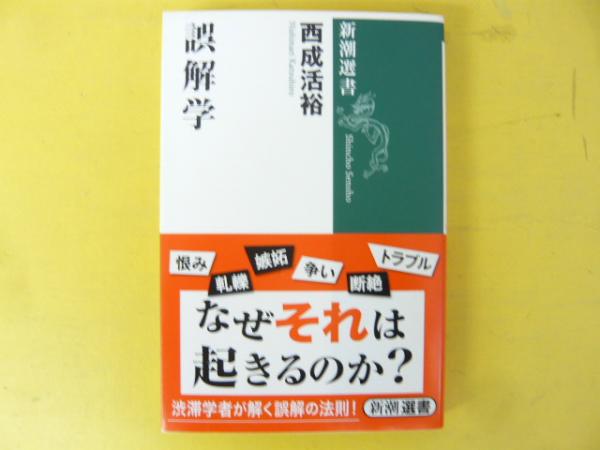 新潮選書
Shincho Sensho
西成活裕
Nishinari Katsuhiro
誤解学
恨み
軋轢
嫉妬
争い
断絶
トラブル
なぜそれは
起きるのか?
渋滞学者が解く誤解の法則!
新潮選書